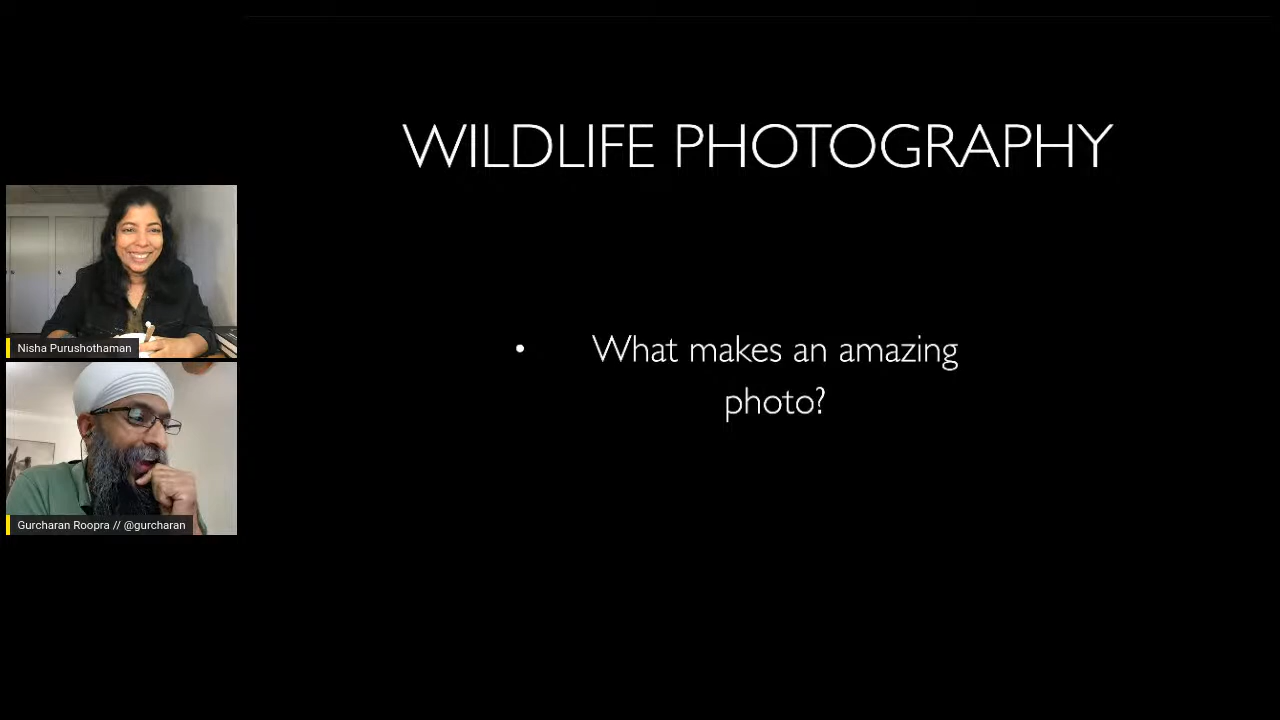 WILDLIFE PHOTOGRAPHY
Nisha Purushothaman
• What makes an amazing
photo?
Gurcharan Roopra // @gurcharan